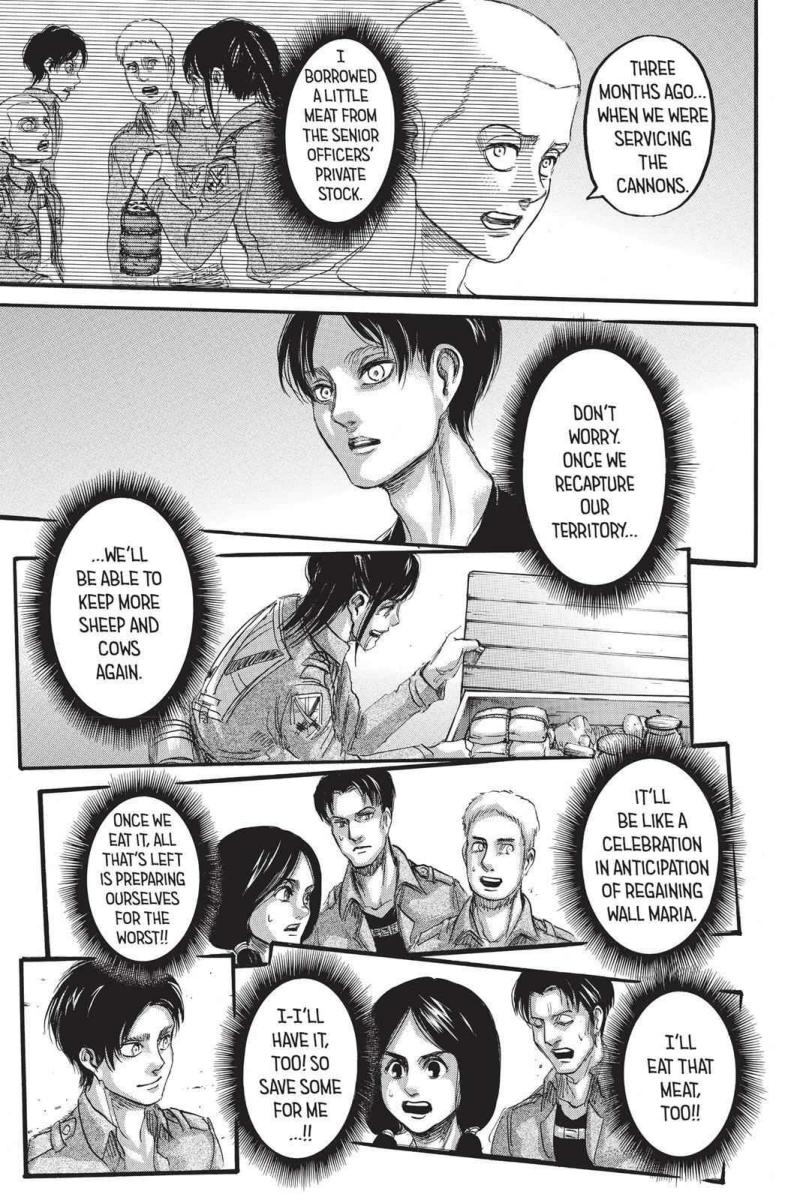 THREE
MONTHS AGO...
WHEN WE WERE
SERVICING
THE
CANNONS.
I
BORROWED
A LITTLE
MEAT FROM
THE SENIOR
OFFICERS'
PRIVATE
STOCK.
DON'T
WORRY.
ONCE WE
RECAPTURE
OUR
TERRITORY...
...WE'LL
BE ABLE TO
KEEP MORE
SHEEP AND
COWS
AGAIN.
IT'LL
BE LIKE A
CELEBRATION
IN ANTICIPATION
OF REGAINING
WALL MARIA.
ONCE WE
EAT IT, ALL
THAT'S LEFT
IS PREPARING
OURSELVES
FOR THE
WORST!!
I'LL
EAT THAT
MEAT,
TOO!!
I-I'LL
HAVE IT,
TOO! SO
SAVE SOME
FOR ME
...!!